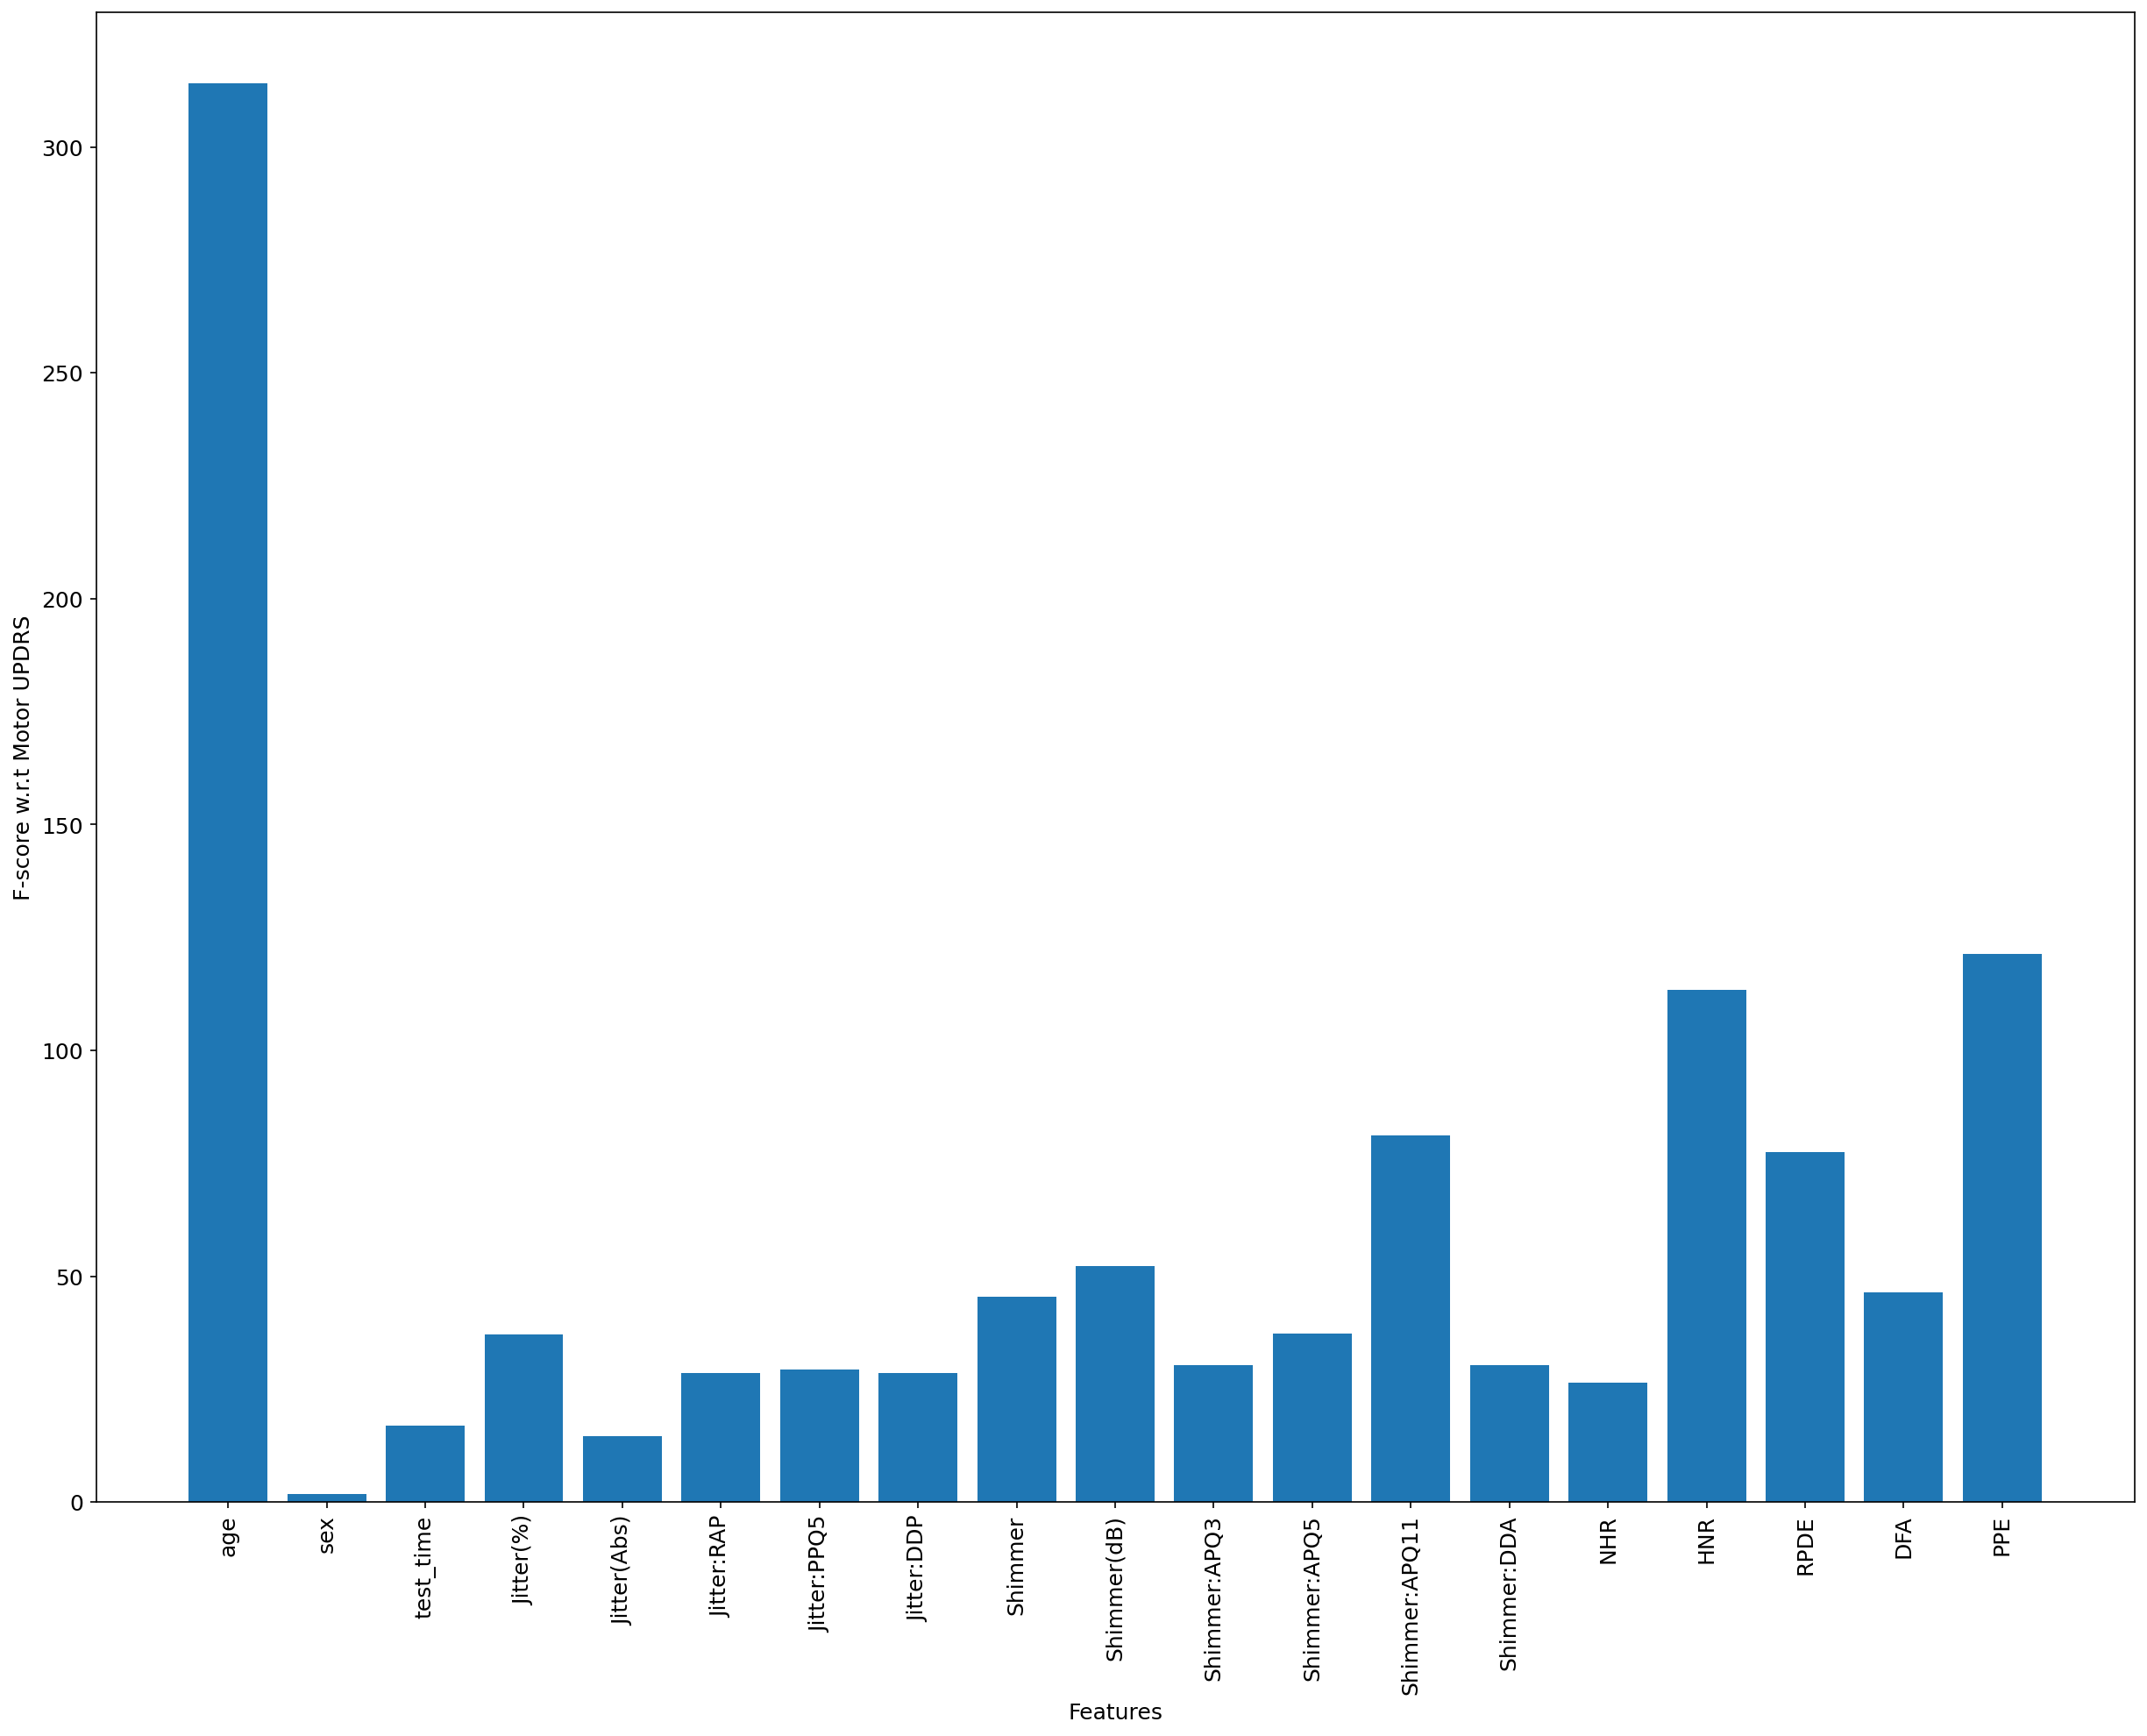 F-score w.r.t Motor UPDRS
300
250
200
150
100
50
0
age
sex
test_time
Jitter(%)
Jitter(Abs)
Jitter:RAP
Jitter:PPQ5
Jitter:DDP
Shimmer
Shimmer(dB)
Shimmer:APQ3
Shimmer:APQ5
Shimmer:APQ11
Shimmer:DDA
NHR
HNR
RPDE
DFA
PPE
Features